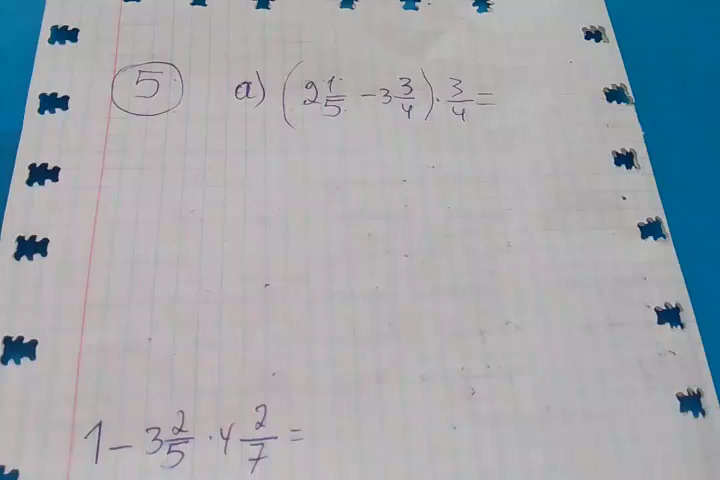 5 a) (2 1/5 - 3 3/4) · 3/4 =
1 - 3 2/5 · 4 2/7 =